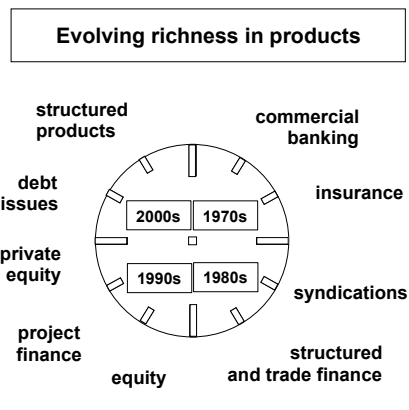 Evolving richness in products
structured
products
commercial
banking
debt
issues
insurance
2000s
1970s
private
equity
1990s
1980s
syndications
project
finance
structured
and trade finance
equity